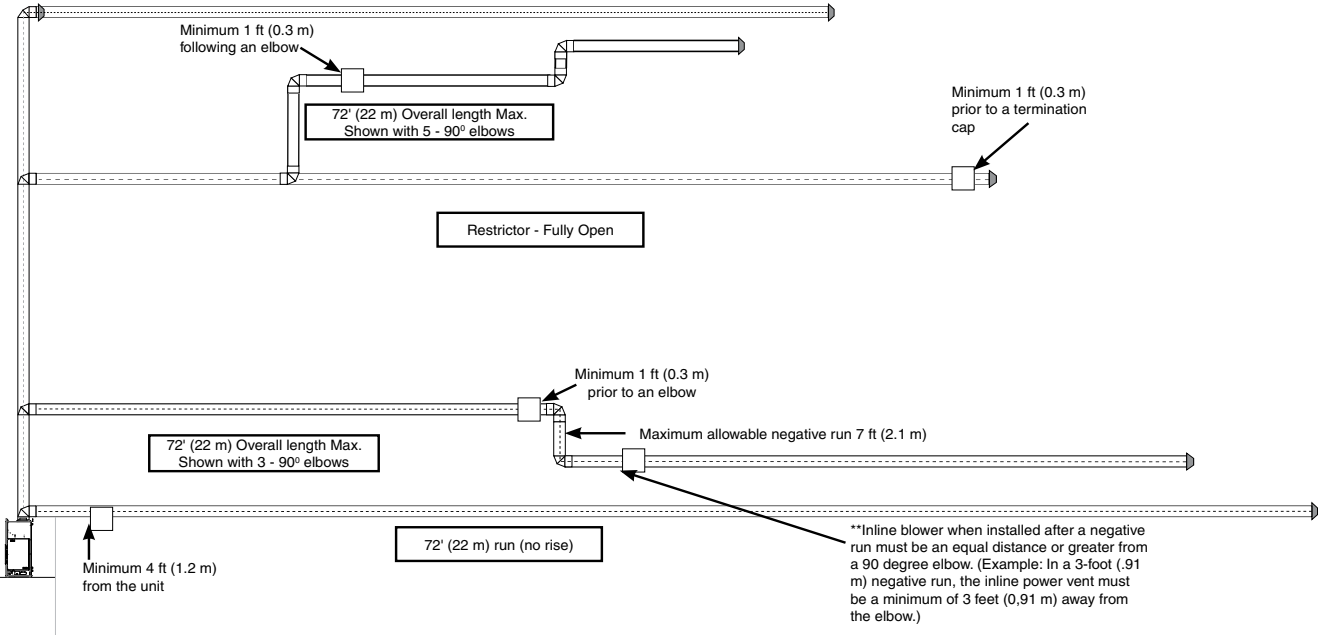 Minimum 1 ft (0.3 m)
following an elbow
72' (22 m) Overall length Max.
Shown with 5 - 90º elbows
Minimum 1 ft (0.3 m)
prior to a termination
cap
Restrictor - Fully Open
Minimum 1 ft (0.3 m)
prior to an elbow
Maximum allowable negative run 7 ft (2.1 m)
72' (22 m) Overall length Max.
Shown with 3 - 90º elbows
72' (22 m) run (no rise)
Minimum 4 ft (1.2 m)
from the unit
**Inline blower when installed after a negative
run must be an equal distance or greater from
a 90 degree elbow. (Example: In a 3-foot (.91
m) negative run, the inline power vent must
be a minimum of 3 feet (0,91 m) away from
the elbow.)